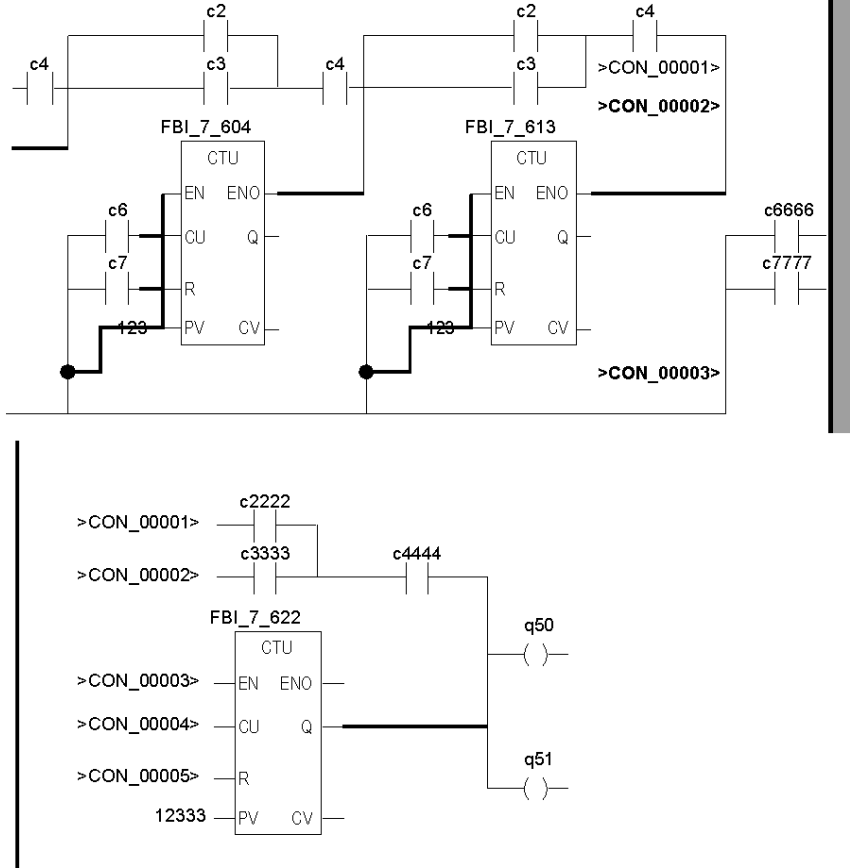 c2 c2 c4
c4 c3 c4 c3 >CON_00001>
>CON_00002>
FBI_7_604 FBI_7_613
CTU CTU
EN ENO EN ENO
c6 c6 c6666
CU Q CU Q
c7 c7 c7777
R R
123 PV CV 123 PV CV
>CON_00003>
c2222
>CON_00001>
c3333 c4444
>CON_00002>
FBI_7_622
q50
CTU
>CON_00003> EN ENO
>CON_00004> CU Q
q51
>CON_00005> R
12333 PV CV